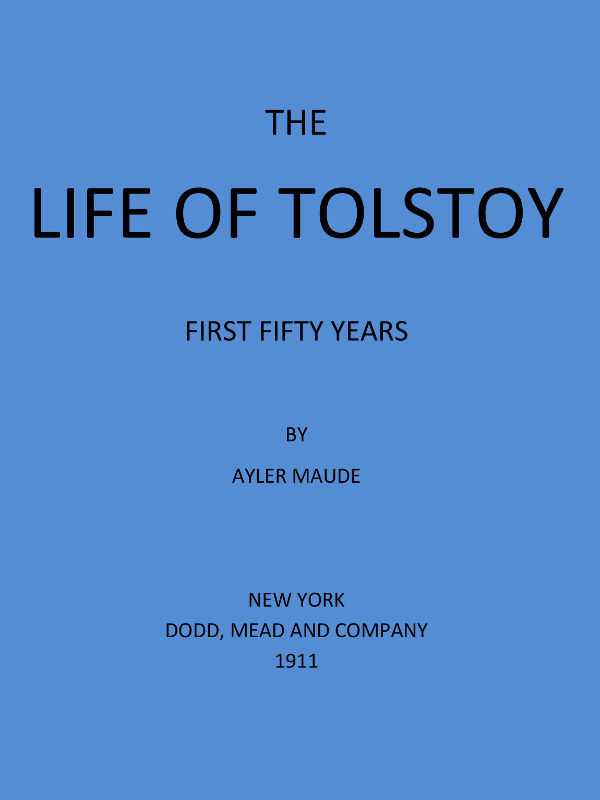 THE
LIFE OF TOLSTOY
FIRST FIFTY YEARS
BY
AYLER MAUDE
NEW YORK
DODD, MEAD AND COMPANY
1911